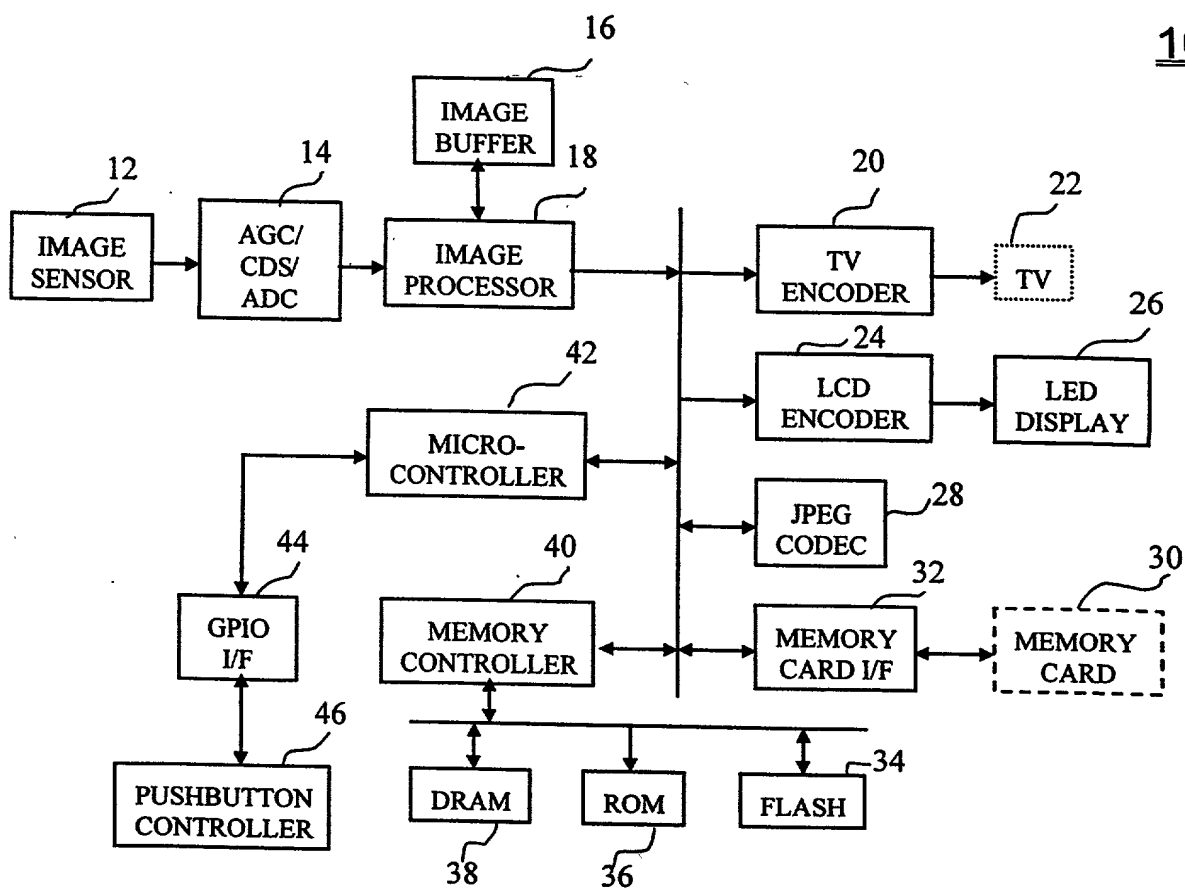 16
10
IMAGE
BUFFER
12
14
18
20
22
IMAGE
SENSOR
AGC/
CDS/
ADC
IMAGE
PROCESSOR
TV
ENCODER
TV
24
26
LCD
ENCODER
LED
DISPLAY
42
MICRO-
CONTROLLER
JPEG
CODEC
28
44
40
32
30
GPIO
I/F
MEMORY
CONTROLLER
MEMORY
CARD I/F
MEMORY
CARD
46
34
PUSHBUTTON
CONTROLLER
DRAM
ROM
FLASH
38
36